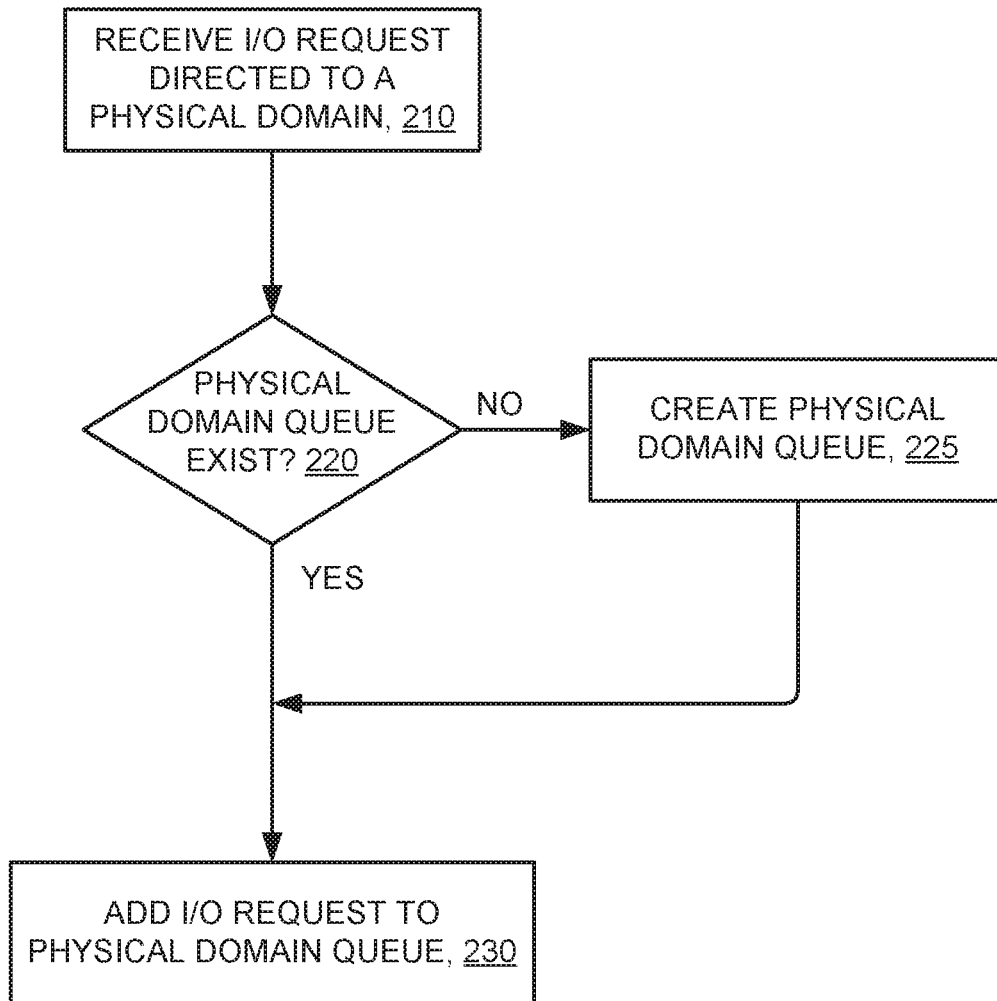 RECEIVE I/O REQUEST
DIRECTED TO A
PHYSICAL DOMAIN, 210
PHYSICAL
DOMAIN QUEUE
EXIST? 220
NO
CREATE PHYSICAL
DOMAIN QUEUE, 225
YES
ADD I/O REQUEST TO
PHYSICAL DOMAIN QUEUE, 230